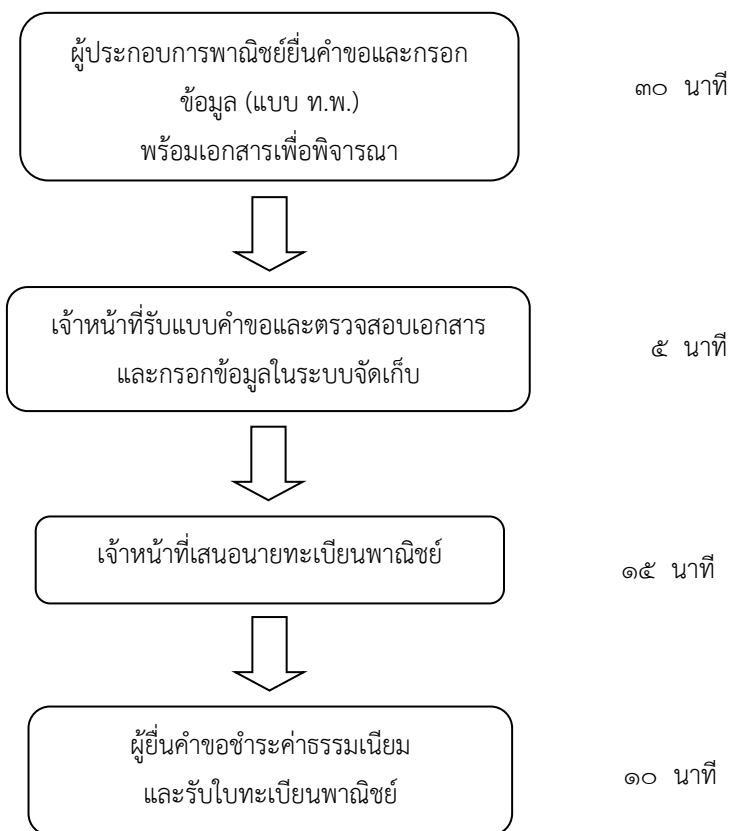 ผู้ประกอบการพาณิชย์ยื่นคำขอและกรอก
ข้อมูล (แบบ ท.พ.)
พร้อมเอกสารเพื่อพิจารณา
๓๐ นาที
เจ้าหน้าที่รับแบบคำขอและตรวจสอบเอกสาร
และกรอกข้อมูลในระบบจัดเก็บ
๕ นาที
เจ้าหน้าที่เสนอนายทะเบียนพาณิชย์
๑๕ นาที
ผู้ยื่นคำขอชำระค่าธรรมเนียม
และรับใบทะเบียนพาณิชย์
๑๐ นาที